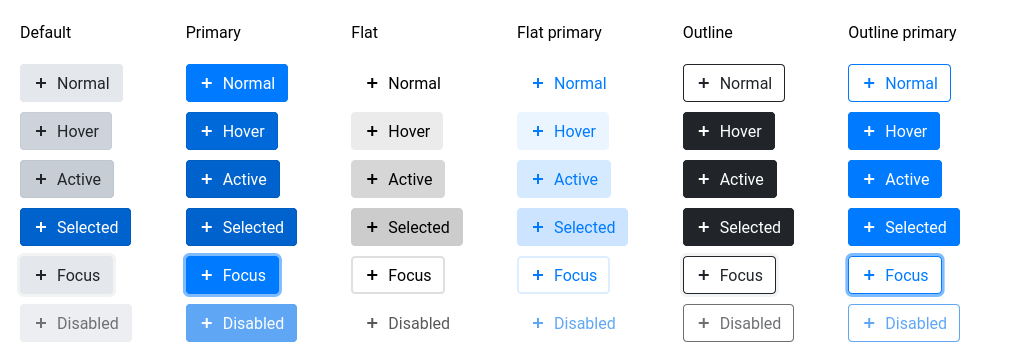 Default Primary Flat Flat primary Outline Outline primary
+ Normal + Normal + Normal + Normal + Normal + Normal
+ Hover + Hover + Hover + Hover + Hover + Hover
+ Active + Active + Active + Active + Active + Active
+ Selected + Selected + Selected + Selected + Selected + Selected
+ Focus + Focus + Focus + Focus + Focus + Focus
+ Disabled + Disabled + Disabled + Disabled + Disabled + Disabled